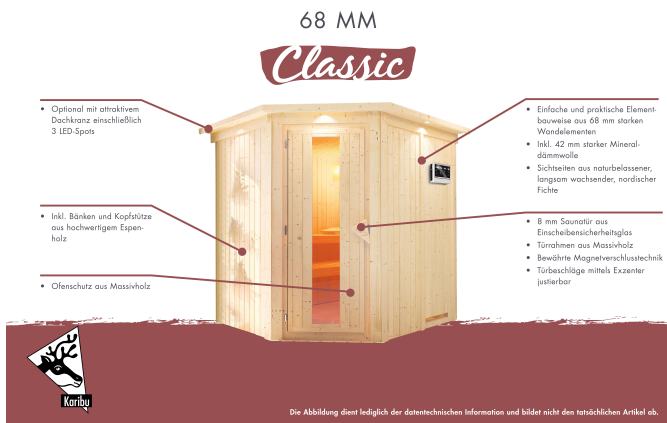 68 MM
Classic
• Optional mit attraktivem
Dachkranz einschließlich
3 LED-Spots
• Inkl. Bänken und Kopfstütze
aus hochwertigem Espen-
holz
• Ofenschutz aus Massivholz
• Einfache und praktische Element-
bauweise aus 68 mm starken
Wandelementen
• Inkl. 42 mm starker Mineral-
dämmwolle
• Sichtseiten aus naturbelassener,
langsam wachsender, nordischer
Fichte
• 8 mm Saunatür aus
Einscheibensicherheitsglas
• Türrahmen aus Massivholz
• Bewährte Magnetverschlusstechnik
• Türbeschläge mittels Exzenter
justierbar
Karibu
Die Abbildung dient lediglich der datentechnischen Information und bildet nicht den tatsächlichen Artikel ab.